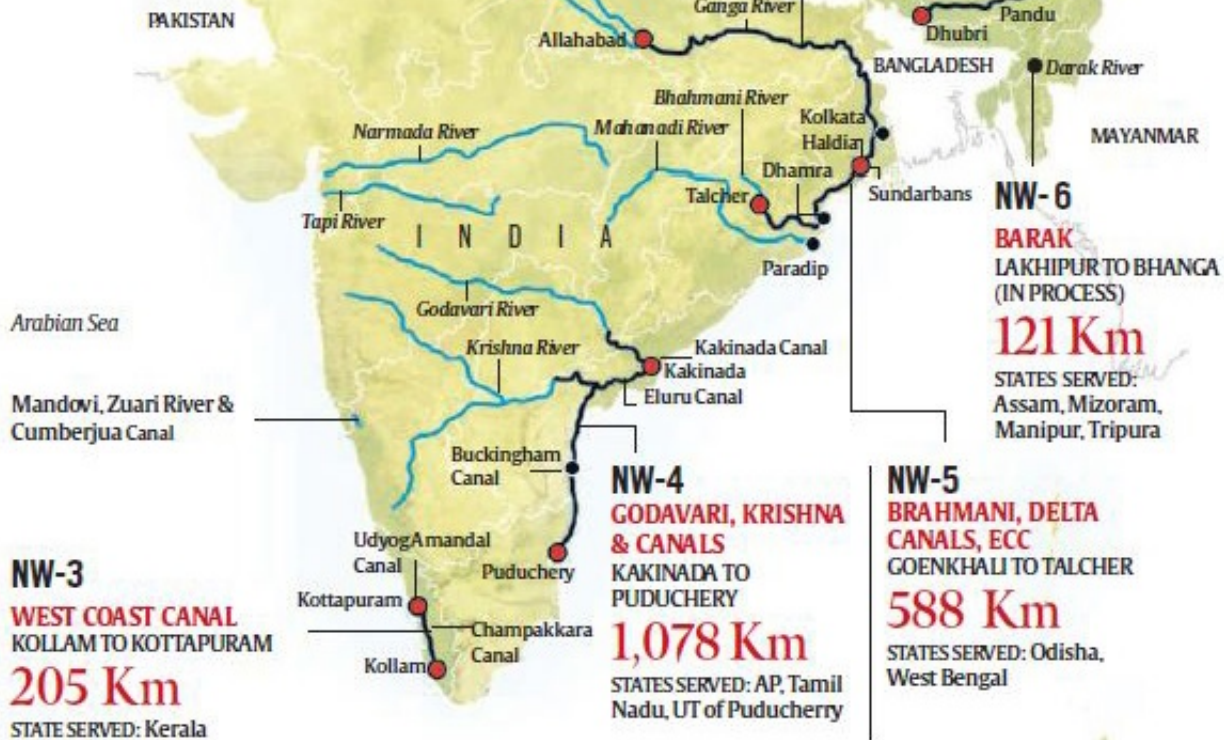 PAKISTAN
Ganga River
Pandu
Allahabad
Dhubri
BANGLADESH
Darak River
Bhahmani River
Kolkata
Narmada River
Mahanadi River
Haldia
MAYANMAR
Dhamra
Talcher
Sundarbans
Tapi River
INDIA
Paradip
Godavari River
Arabian Sea
Krishna River
Kakinada Canal
Kakinada
Eluru Canal
Mandovi, Zuari River &
Cumberjua Canal
Buckingham
Canal
UdyogAmandal
Canal
Puduchery
Kottapuram
Champakkara
Canal
Kollam
NW-6
BARAK
LAKHIPUR TO BHANGA
(IN PROCESS)
121 Km
STATES SERVED:
Assam, Mizoram,
Manipur, Tripura
NW-3
WEST COAST CANAL
KOLLAM TO KOTTAPURAM
205 Km
STATE SERVED: Kerala
NW-4
GODAVARI, KRISHNA
& CANALS
KAKINADA TO
PUDUCHERY
1,078 Km
STATES SERVED: AP, Tamil
Nadu, UT of Puducherry
NW-5
BRAHMANI, DELTA
CANALS, ECC
GOENKHALI TO TALCHER
588 Km
STATES SERVED: Odisha,
West Bengal